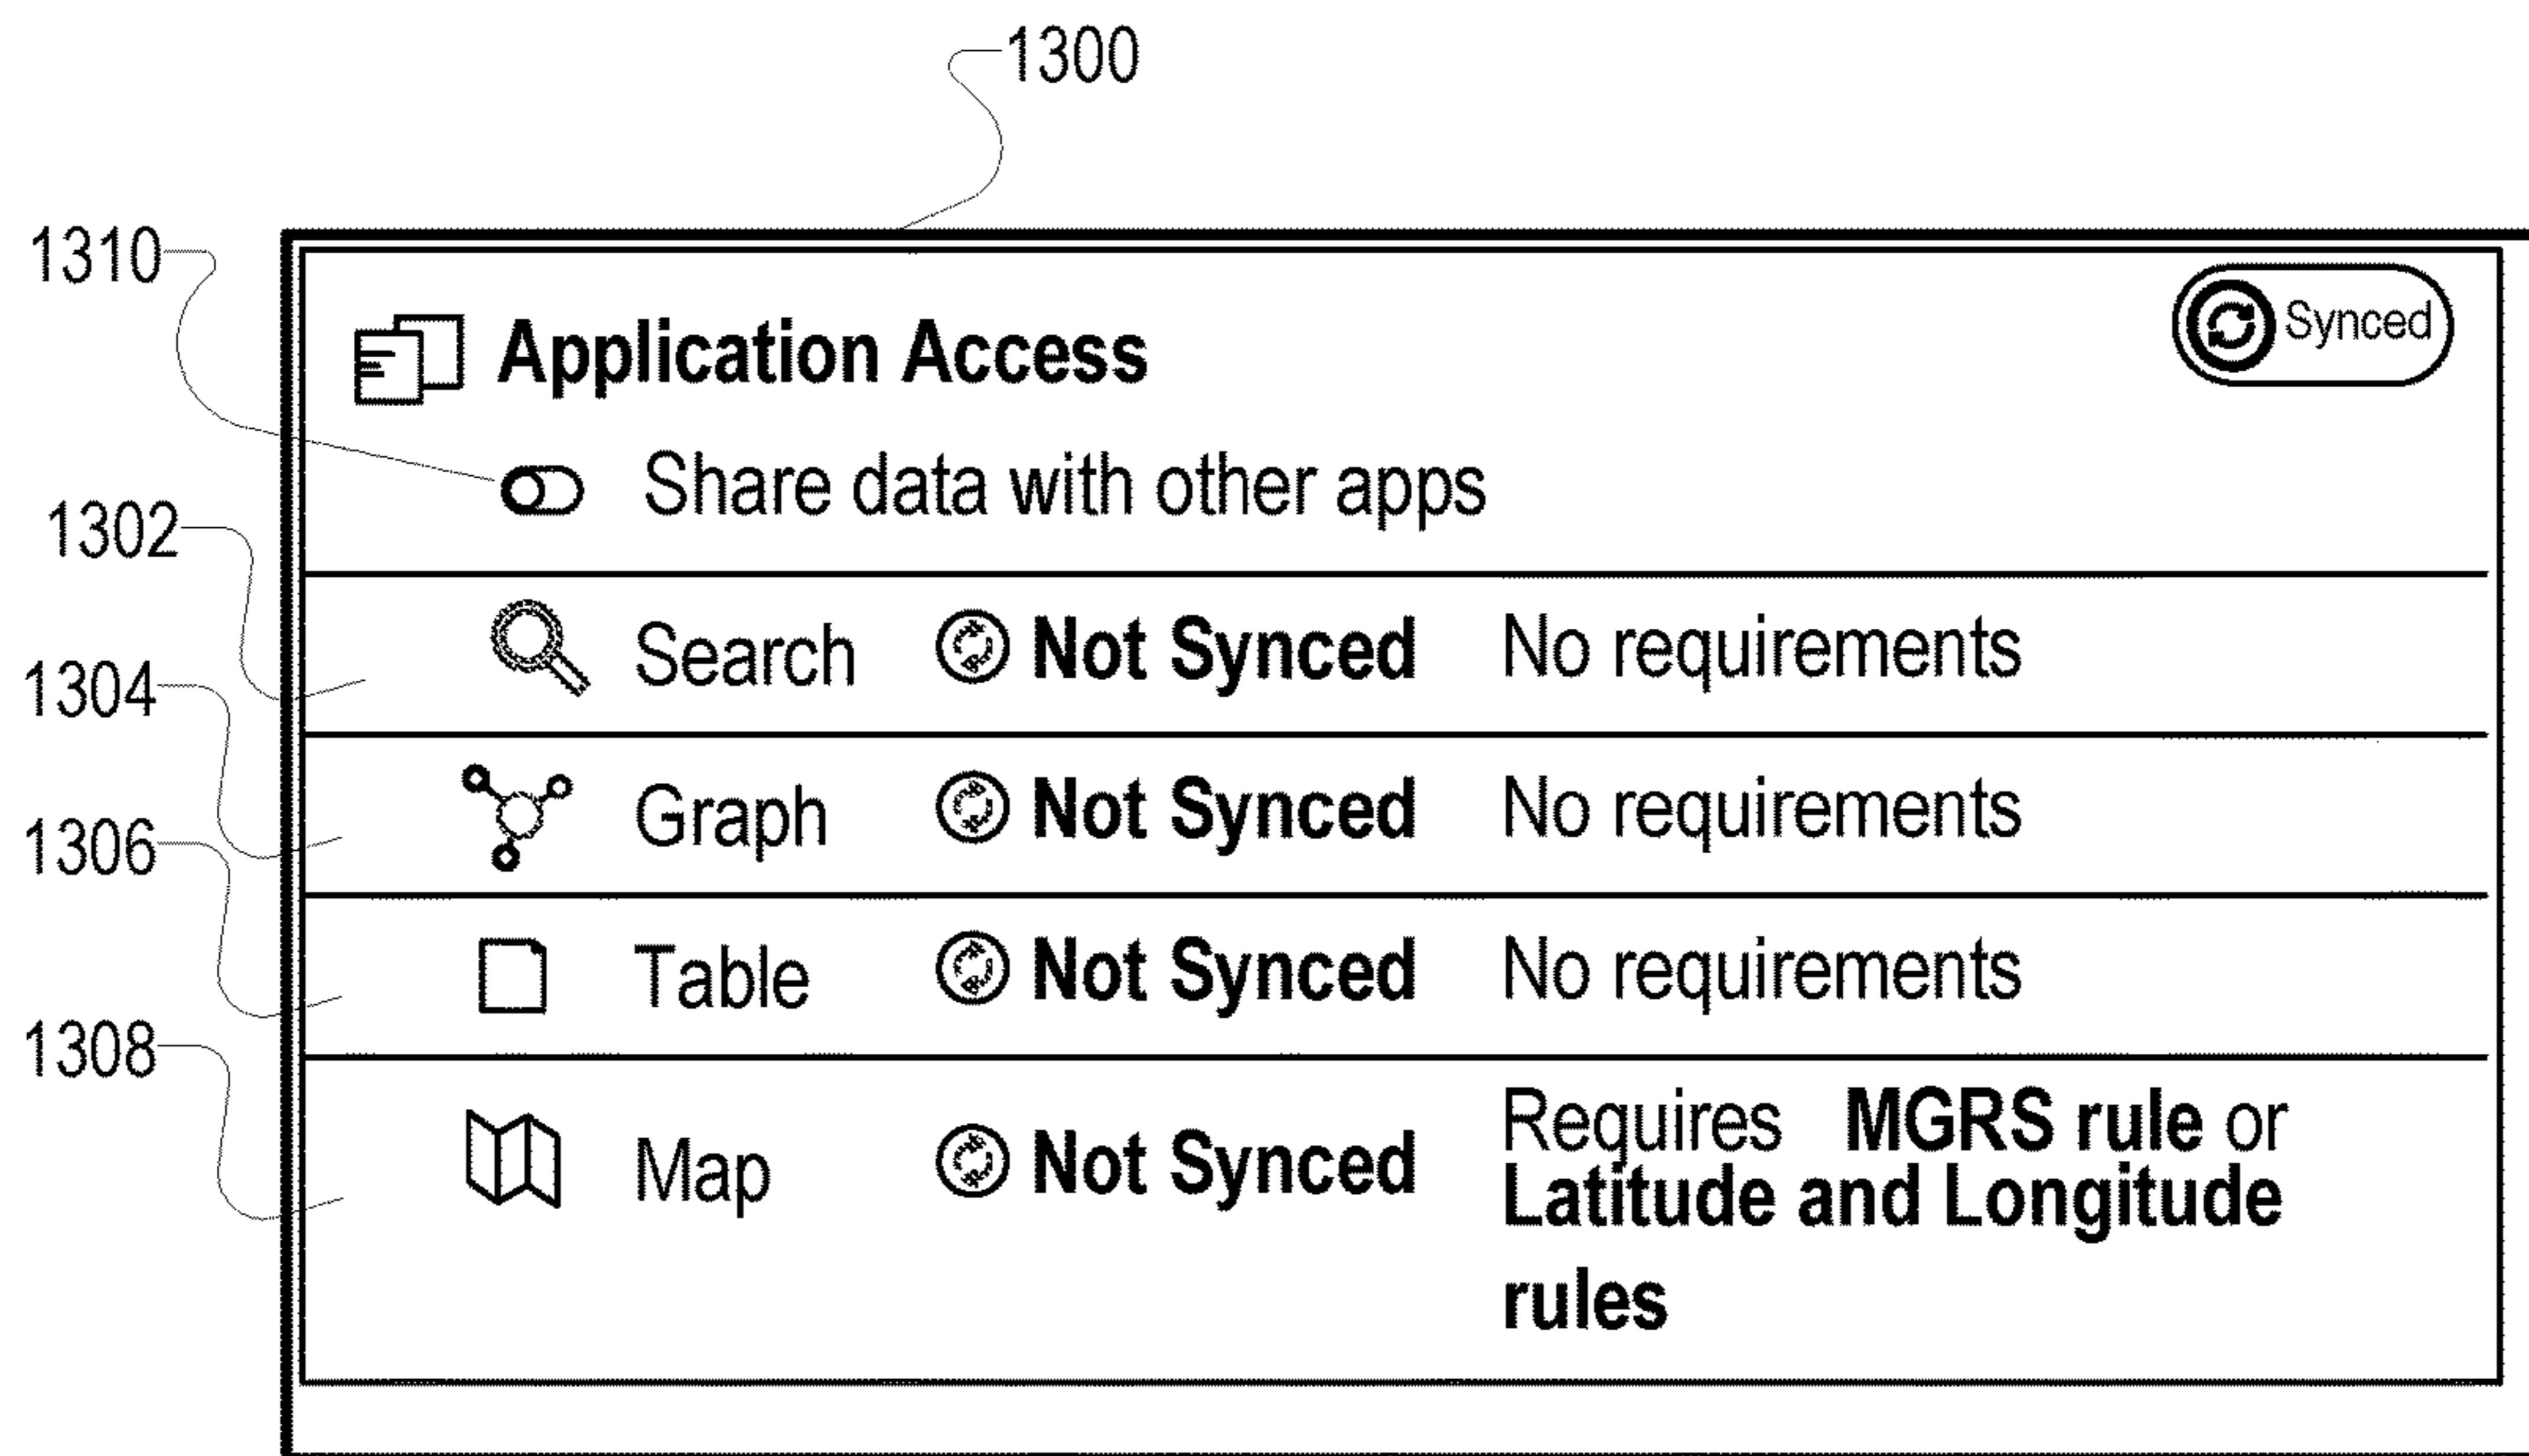 1300
1310
Application Access
Synced
Share data with other apps
1302
Search Not Synced No requirements
1304
Graph Not Synced No requirements
1306
Table Not Synced No requirements
1308
Map Not Synced Requires MGRS rule or
Latitude and Longitude
rules